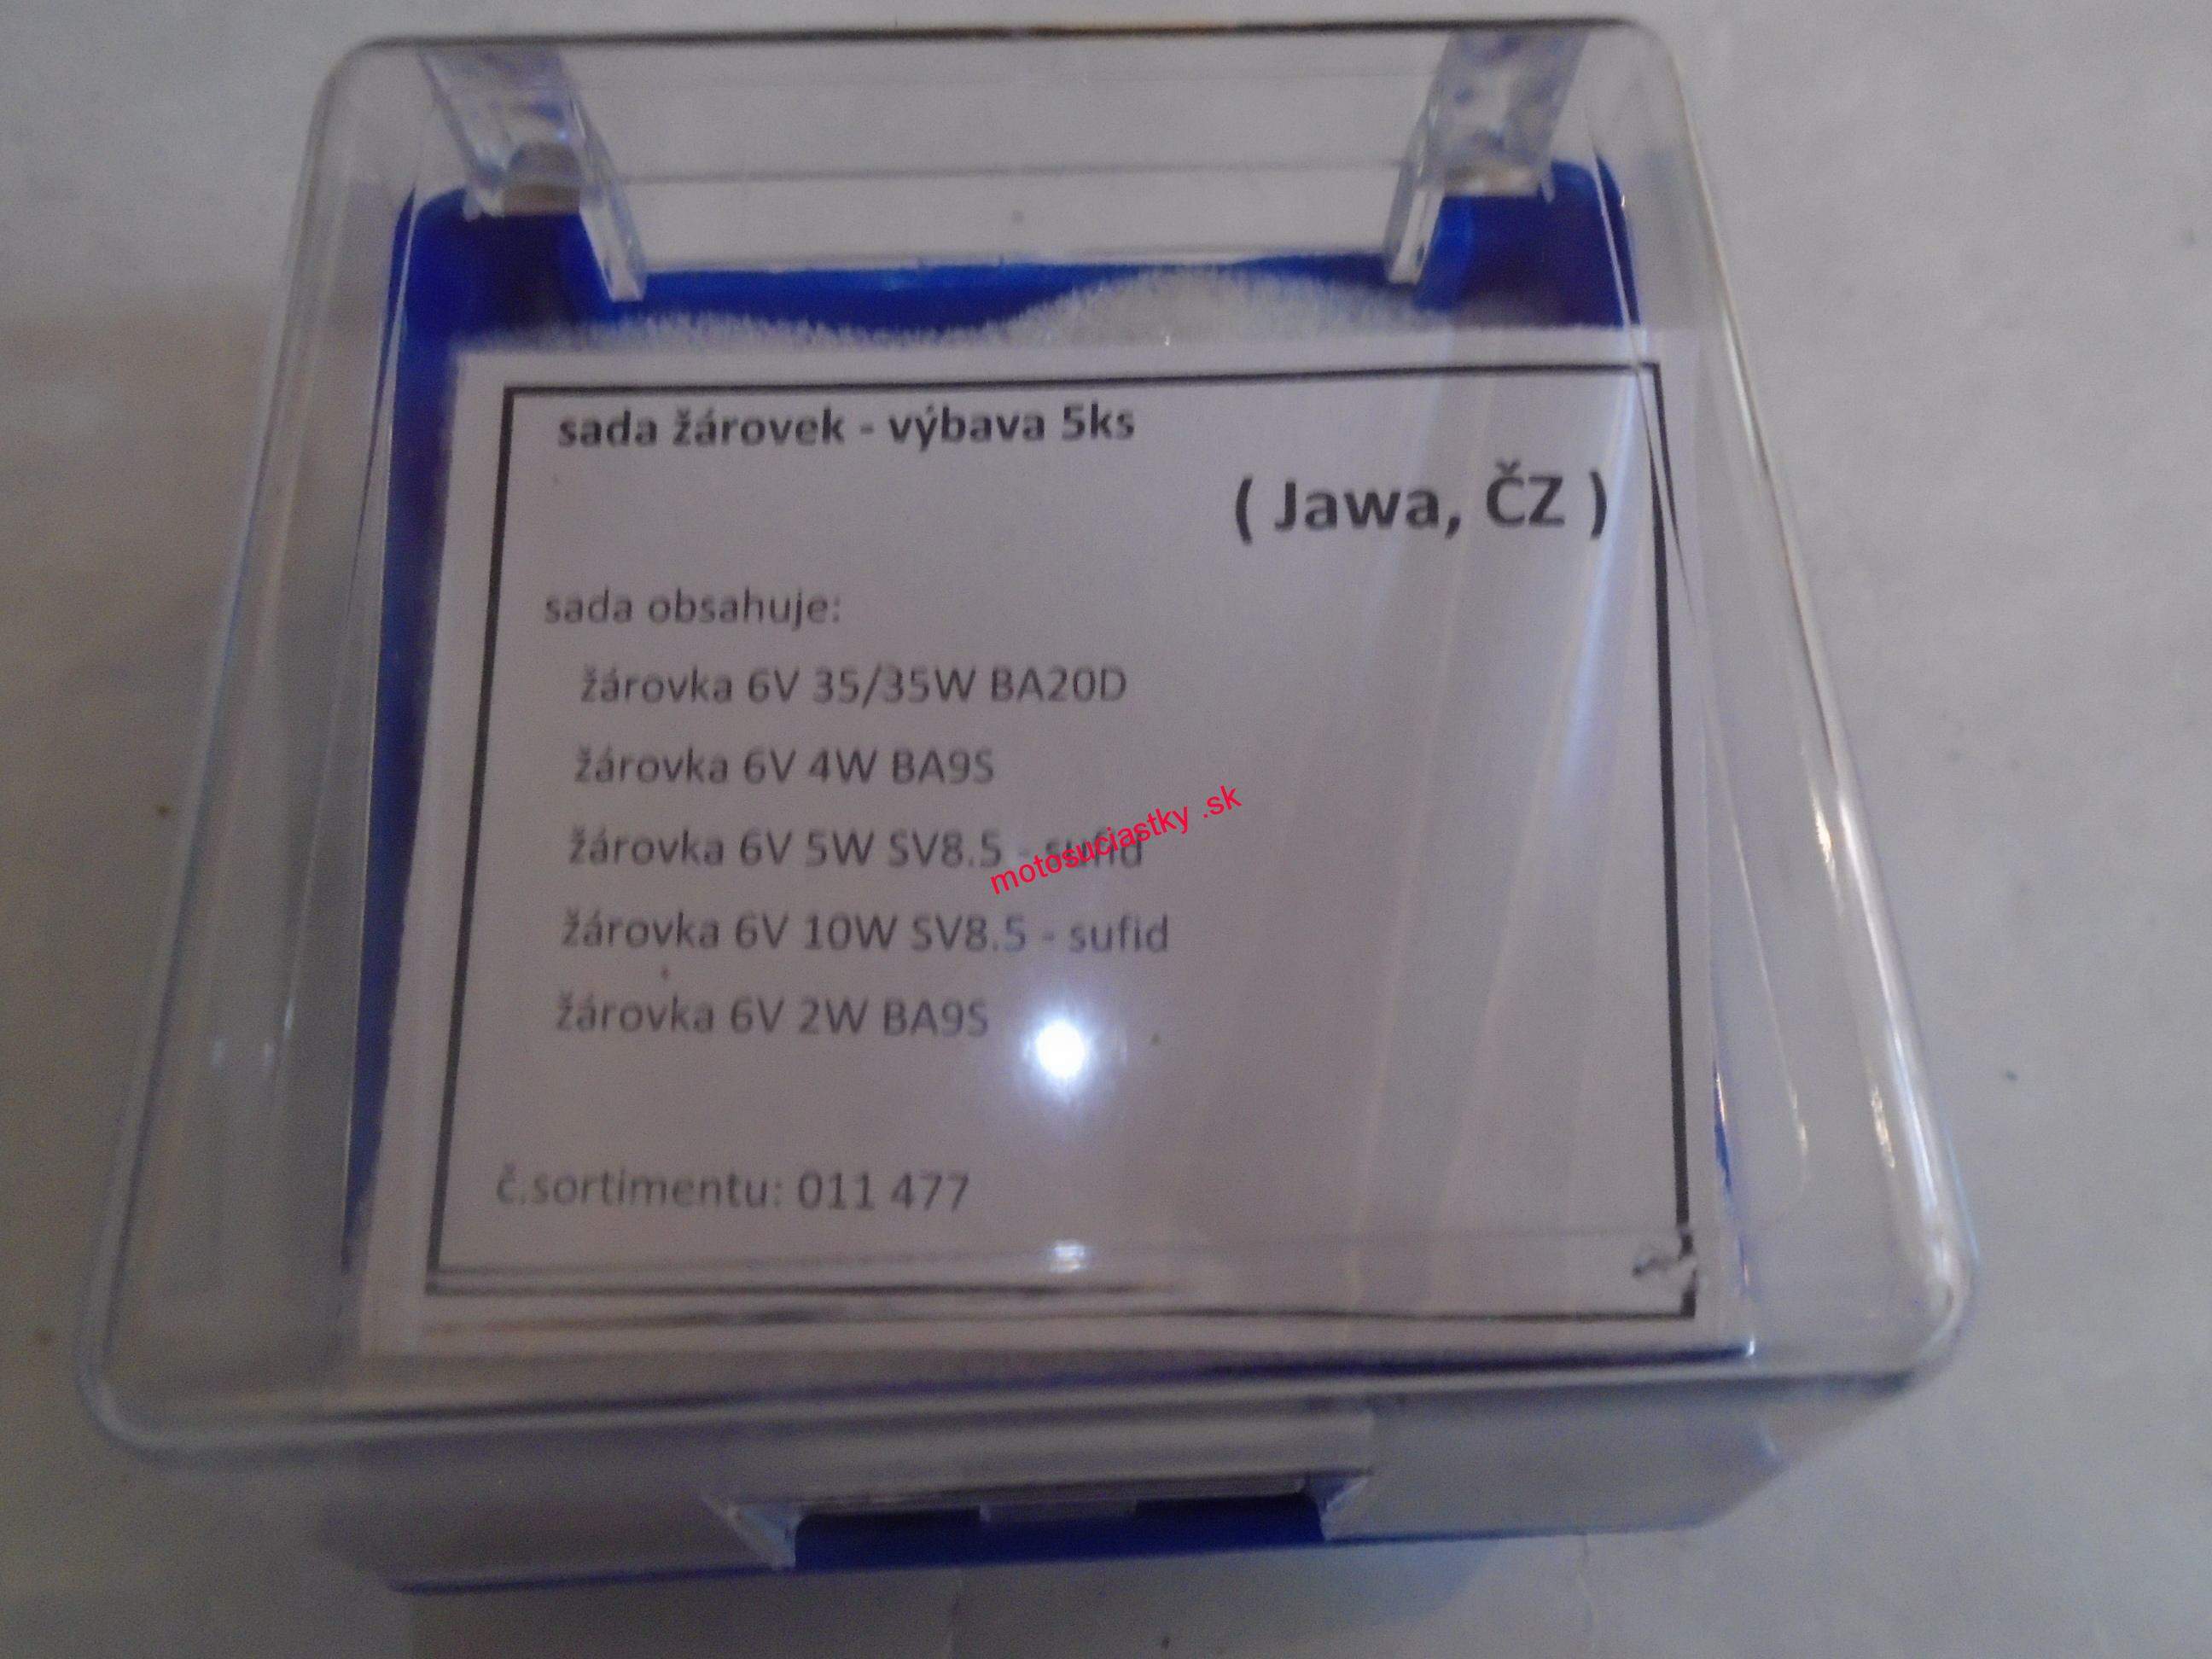 sada žárovek - výbava 5ks
( Jawa, ČZ )
sada obsahuje:
žárovka 6V 35/35W BA20D
žárovka 6V 4W BA9S
žárovka 6V 5W SV8.5 - sufid
motosuciastky .sk
žárovka 6V 10W SV8.5 - sufid
žárovka 6V 2W BA9S
č.sortimentu: 011 477